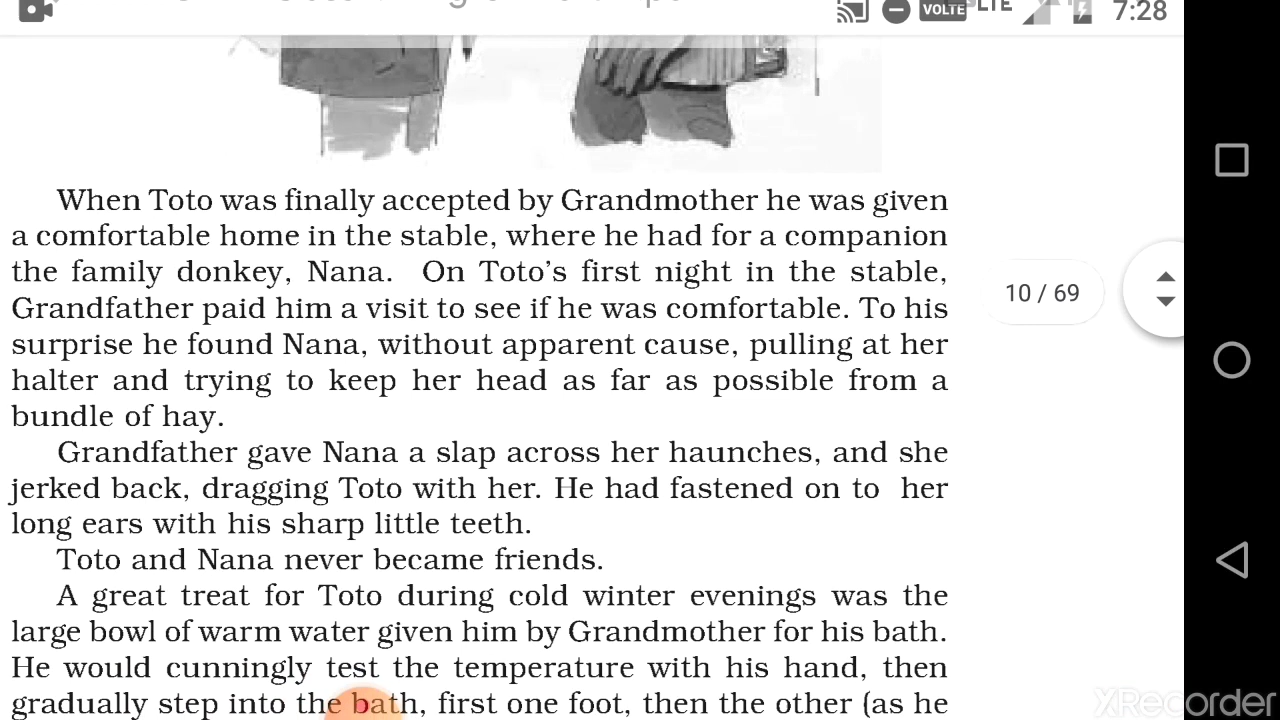 VOLTE LTE 7:28
When Toto was finally accepted by Grandmother he was given
a comfortable home in the stable, where he had for a companion
the family donkey, Nana. On Toto's first night in the stable,
Grandfather paid him a visit to see if he was comfortable. To his
surprise he found Nana, without apparent cause, pulling at her
halter and trying to keep her head as far as possible from a
bundle of hay.
Grandfather gave Nana a slap across her haunches, and she
jerked back, dragging Toto with her. He had fastened on to her
long ears with his sharp little teeth.
Toto and Nana never became friends.
A great treat for Toto during cold winter evenings was the
large bowl of warm water given him by Grandmother for his bath.
He would cunningly test the temperature with his hand, then
gradually step into the bath, first one foot, then the other (as he
10 / 69
XRecorder